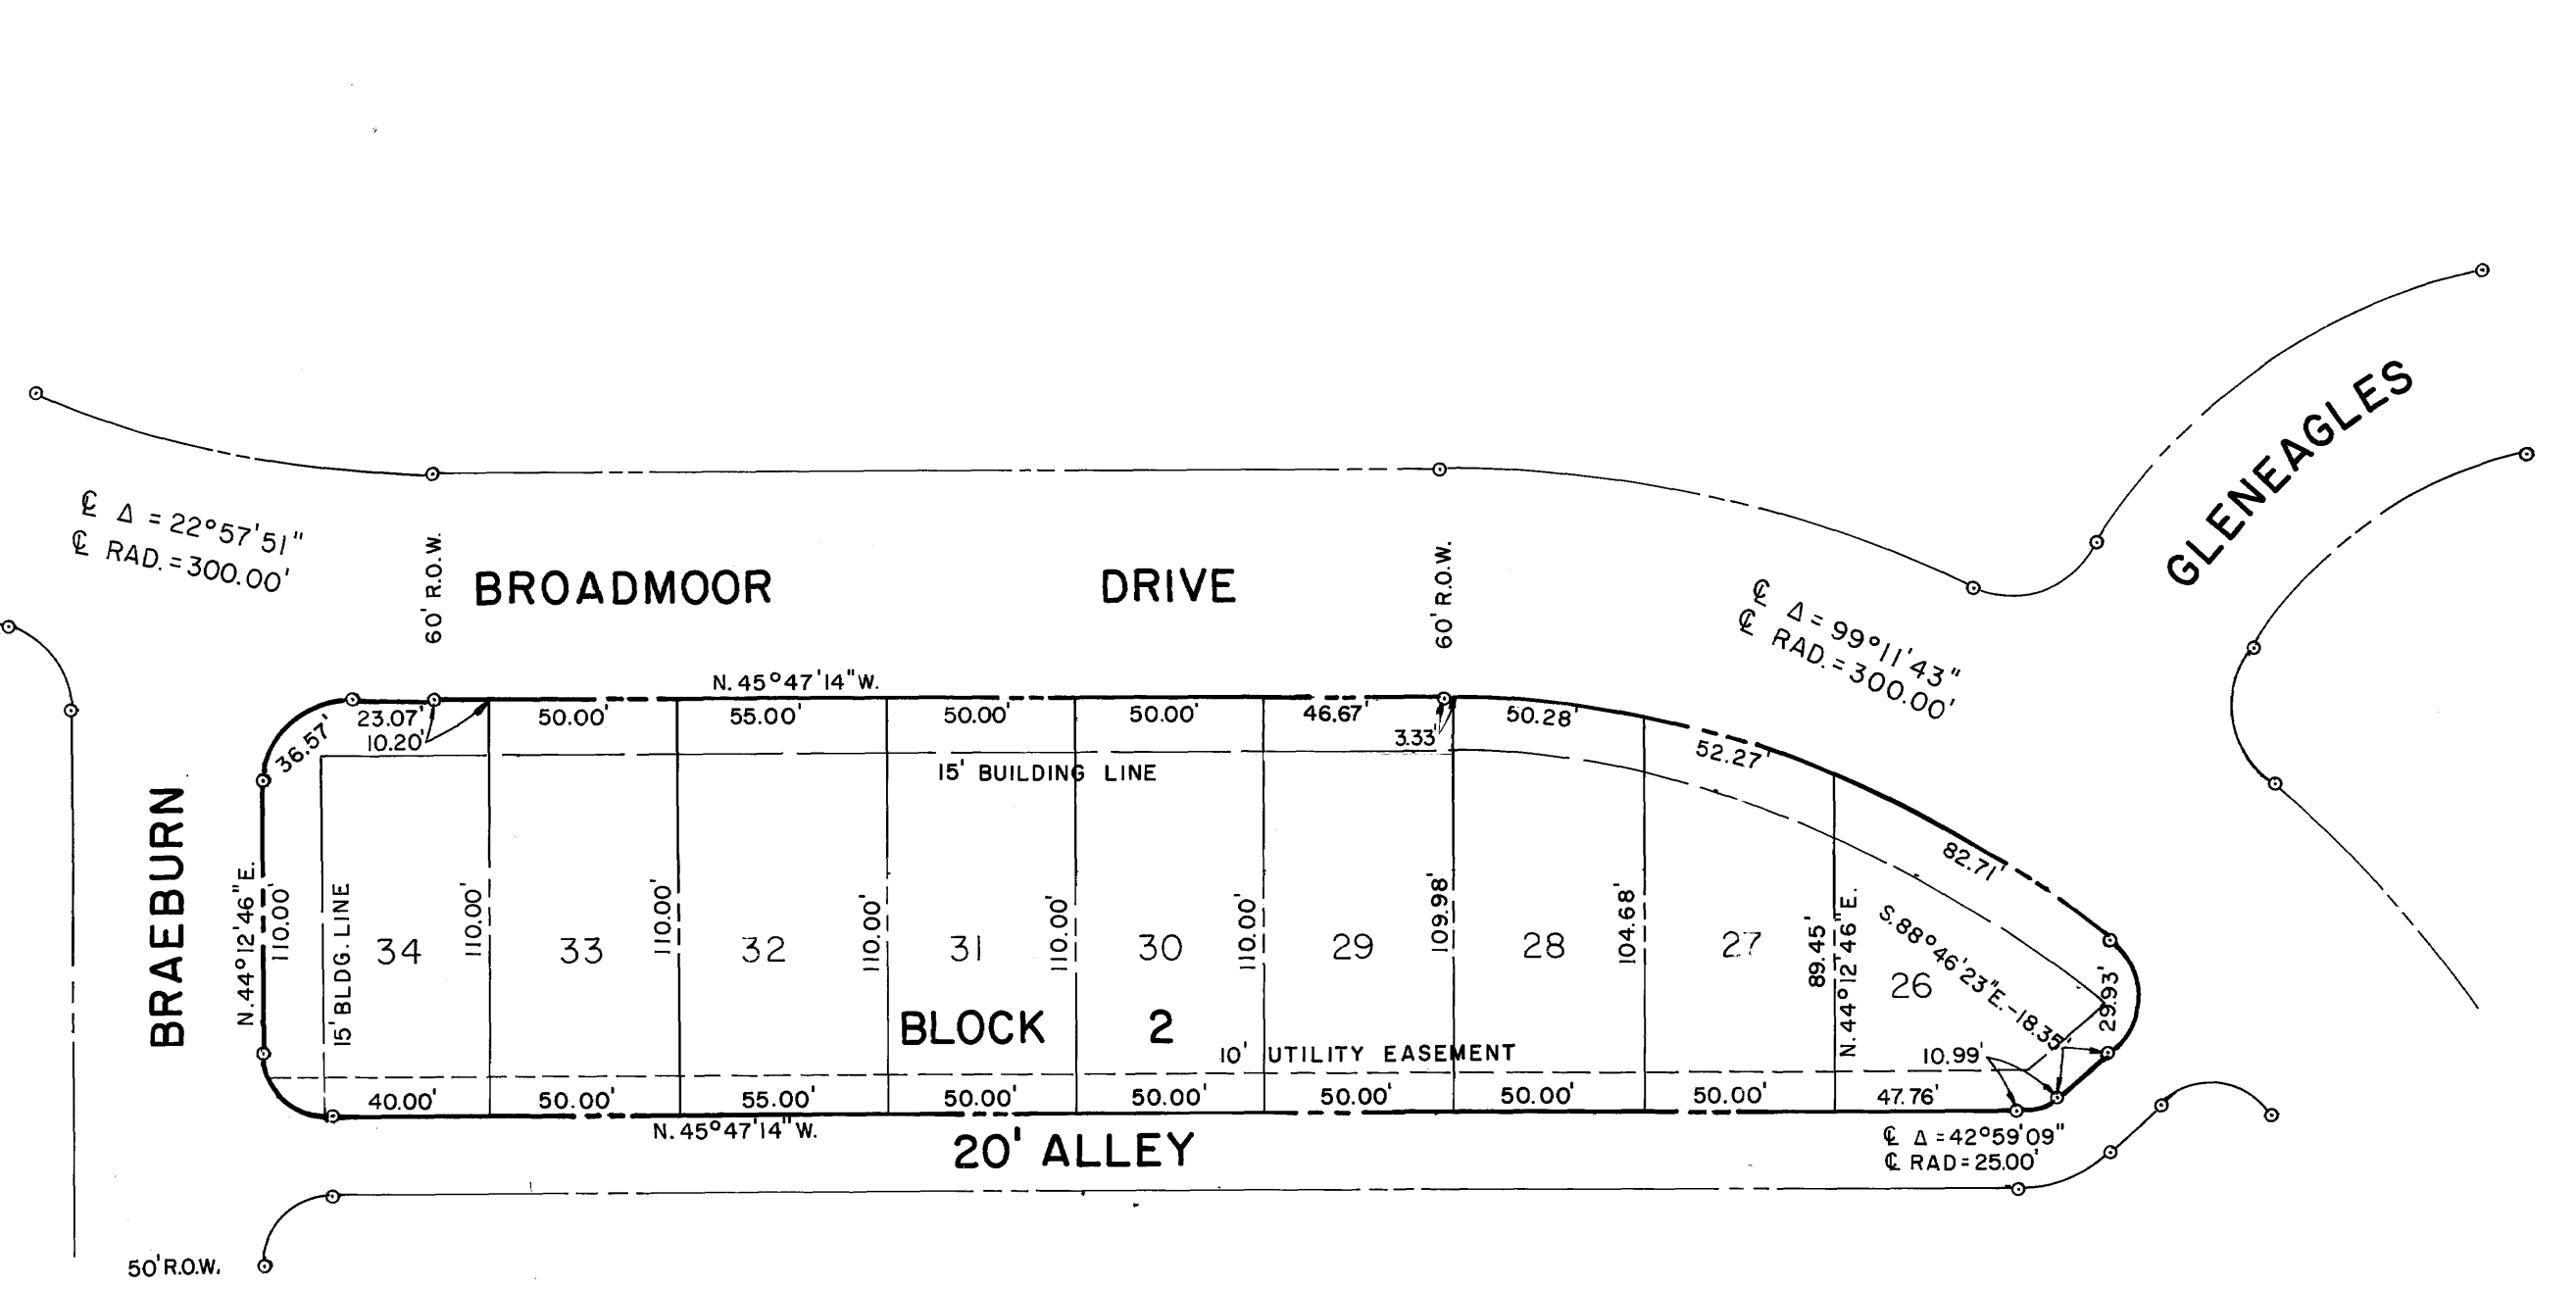 GLENEAGLES
℄ Δ = 22°57'51"
℄ RAD. = 300.00'
60' R.O.W.
BROADMOOR DRIVE
60' R.O.W.
℄ Δ = 99°11'43"
℄ RAD. = 300.00'
N. 45°47'14" W.
36.57'
23.07'
10.20'
50.00'
55.00'
50.00'
50.00'
46.67'
3.33'
50.28'
52.27'
82.71'
15' BUILDING LINE
BRAEBURN
N. 44°12'46" E.
110.00'
15' BLDG. LINE
34
110.00'
33
110.00'
32
110.00'
31
110.00'
30
110.00'
29
109.98'
28
104.68'
27
89.45'
N. 44°12'46" E.
26
S. 88°46'23" E. - 18.35'
29.93'
BLOCK 2
10' UTILITY EASEMENT
10.99'
40.00'
50.00'
55.00'
50.00'
50.00'
50.00'
50.00'
50.00'
47.76'
N. 45°47'14" W.
20' ALLEY
℄ Δ = 42°59'09"
℄ RAD = 25.00'
50' R.O.W.